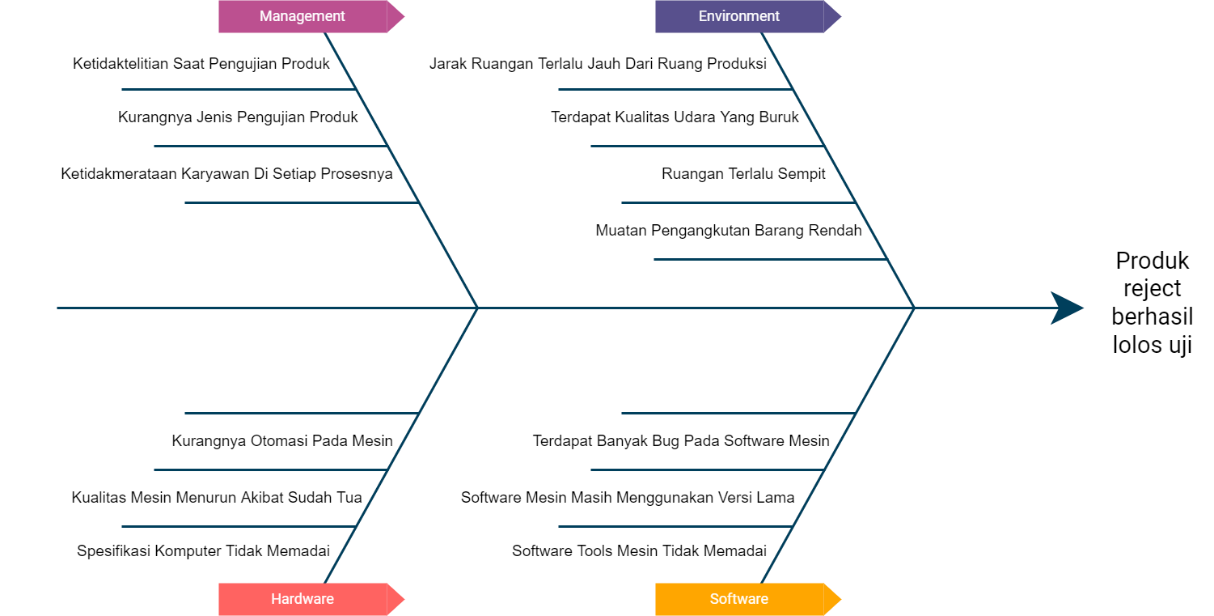 Management
Ketidaktelitian Saat Pengujian Produk
Kurangnya Jenis Pengujian Produk
Ketidakmerataan Karyawan Di Setiap Prosesnya
Environment
Jarak Ruangan Terlalu Jauh Dari Ruang Produksi
Terdapat Kualitas Udara Yang Buruk
Ruangan Terlalu Sempit
Muatan Pengangkutan Barang Rendah
Produk
reject
berhasil
lolos uji
Kurangnya Otomasi Pada Mesin
Kualitas Mesin Menurun Akibat Sudah Tua
Spesifikasi Komputer Tidak Memadai
Hardware
Terdapat Banyak Bug Pada Software Mesin
Software Mesin Masih Menggunakan Versi Lama
Software Tools Mesin Tidak Memadai
Software